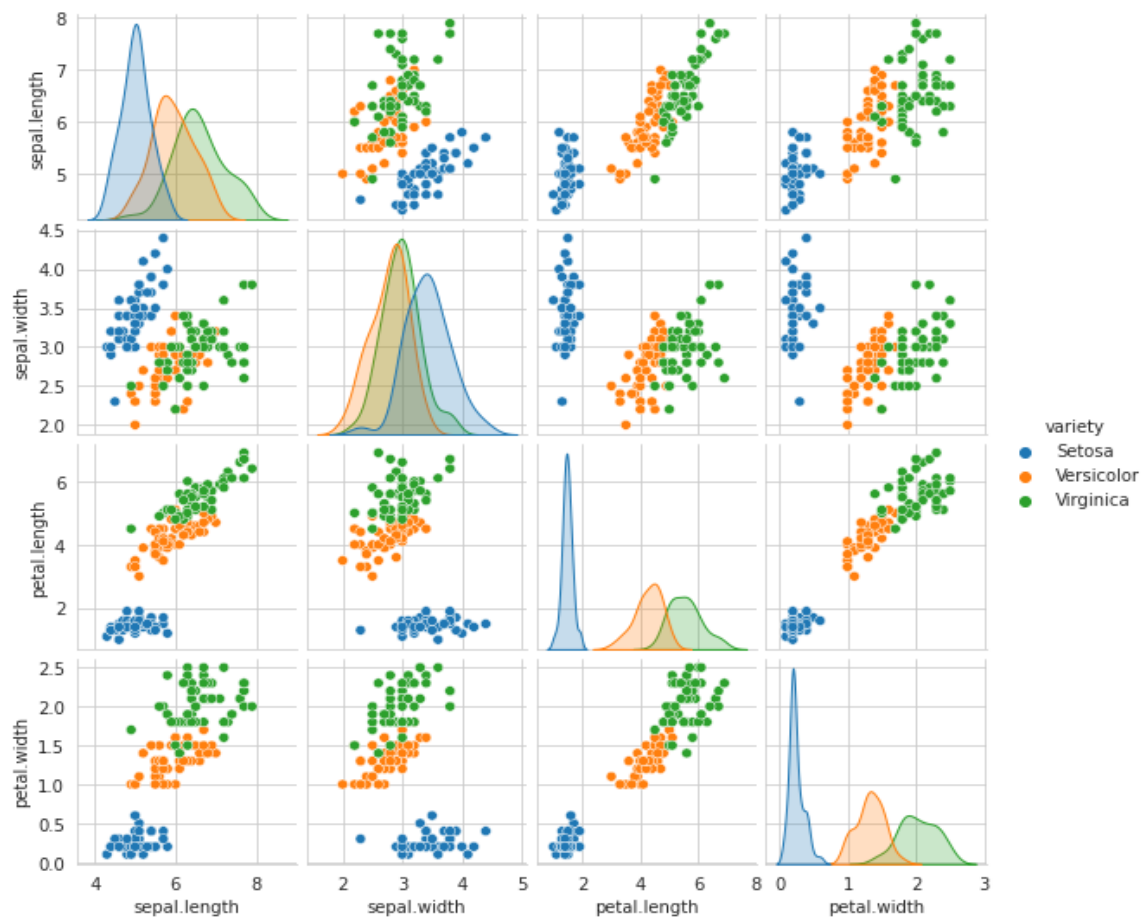 8
7
6
5
sepal.length
4.5
4.0
3.5
3.0
2.5
2.0
sepal.width
variety
Setosa
Versicolor
Virginica
6
4
2
petal.length
2.5
2.0
1.5
1.0
0.5
0.0
petal.width
4 6 8 2 3 4 5 0 2 4 6 8 0 1 2 3
sepal.length sepal.width petal.length petal.width